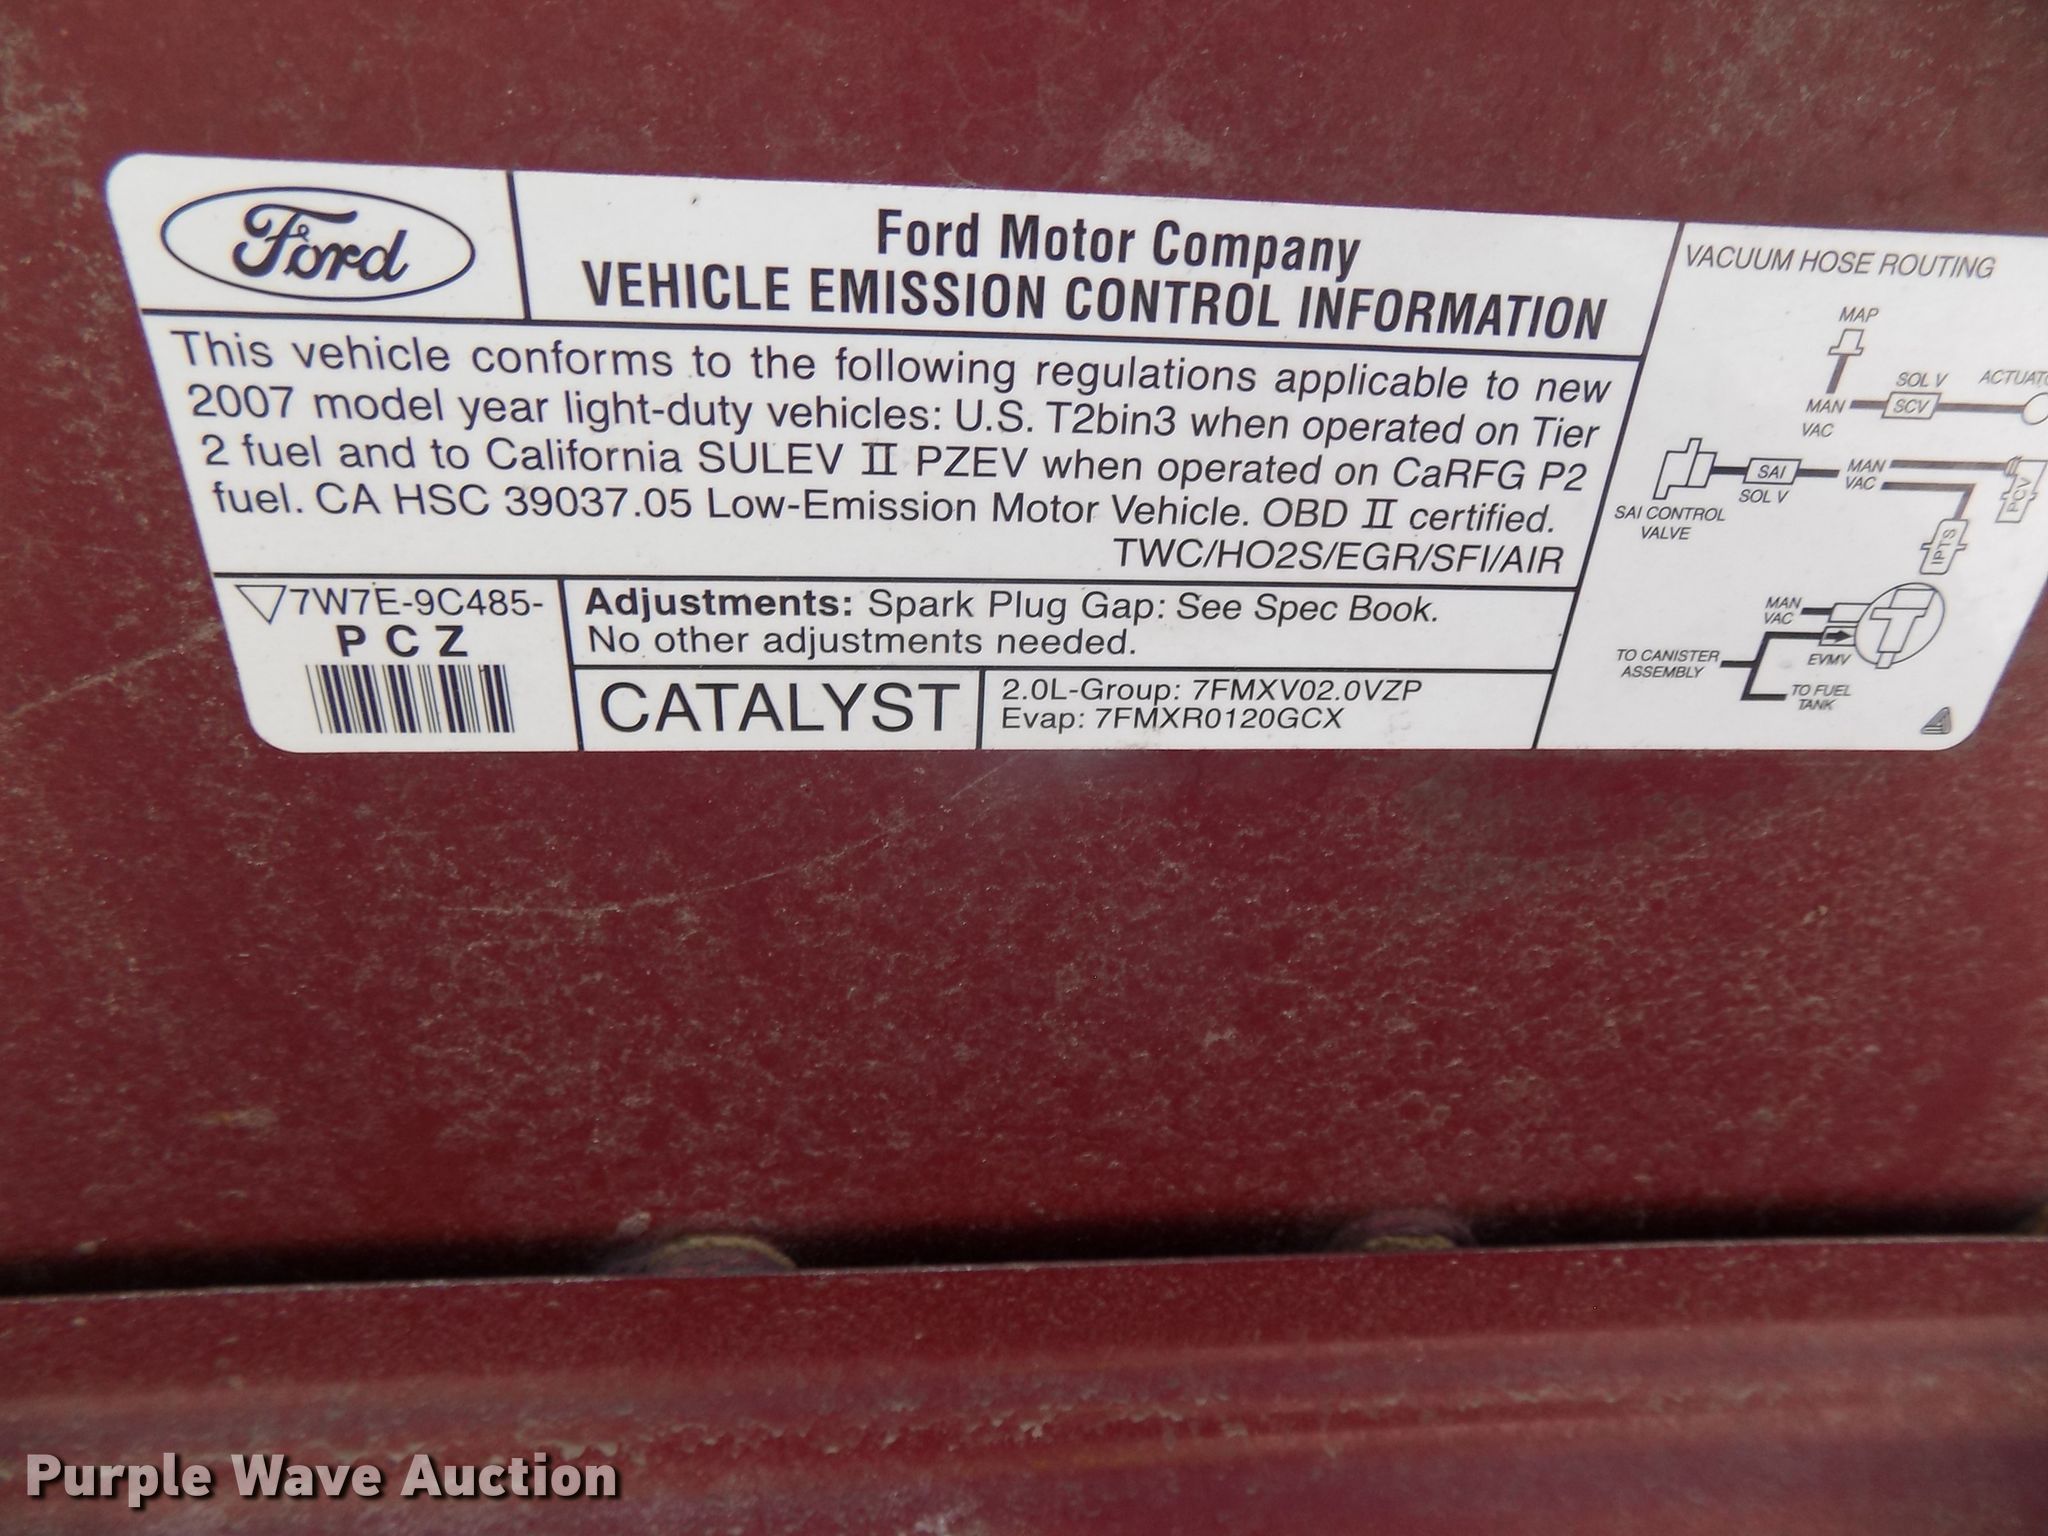 Ford
Ford Motor Company
VEHICLE EMISSION CONTROL INFORMATION
This vehicle conforms to the following regulations applicable to new
2007 model year light-duty vehicles: U.S. T2bin3 when operated on Tier
2 fuel and to California SULEV II PZEV when operated on CaRFG P2
fuel. CA HSC 39037.05 Low-Emission Motor Vehicle. OBD II certified.
TWC/HO2S/EGR/SFI/AIR
7W7E-9C485-
PCZ
Adjustments: Spark Plug Gap: See Spec Book.
No other adjustments needed.
CATALYST
2.0L-Group: 7FMXV02.0VZP
Evap: 7FMXR0120GCX
VACUUM HOSE ROUTING
MAP
SOL V
MAN
VAC
SCV
SAI
SOL V
MAN
VAC
PCV
SAI CONTROL
VALVE
IPTS
MAN
VAC
EVMV
TO CANISTER
ASSEMBLY
TO FUEL
TANK
Purple Wave Auction